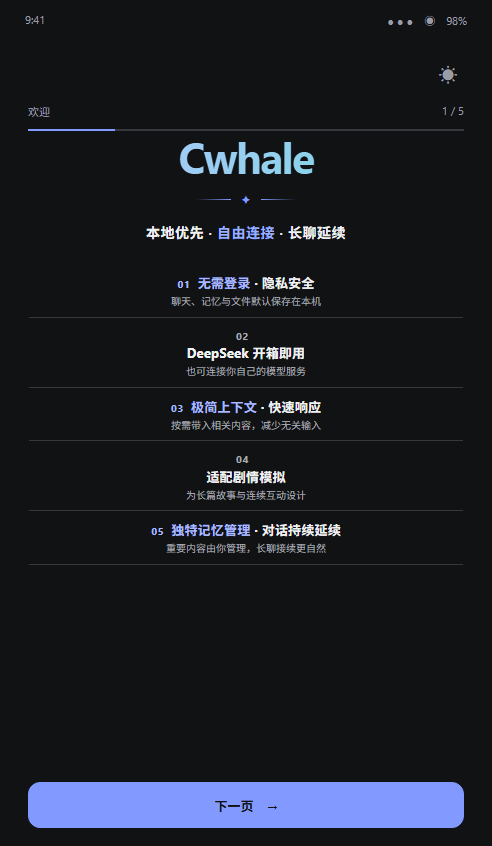 9:41
98%
欢迎
1 / 5
Cwhale
本地优先 · 自由连接 · 长聊延续
01 无需登录 · 隐私安全
聊天、记忆与文件默认保存在本机
02
DeepSeek 开箱即用
也可连接你自己的模型服务
03 极简上下文 · 快速响应
按需带入相关内容，减少无关输入
04
适配剧情模拟
为长篇故事与连续互动设计
05 独特记忆管理 · 对话持续延续
重要内容由你管理，长聊接续更自然
下一页 →